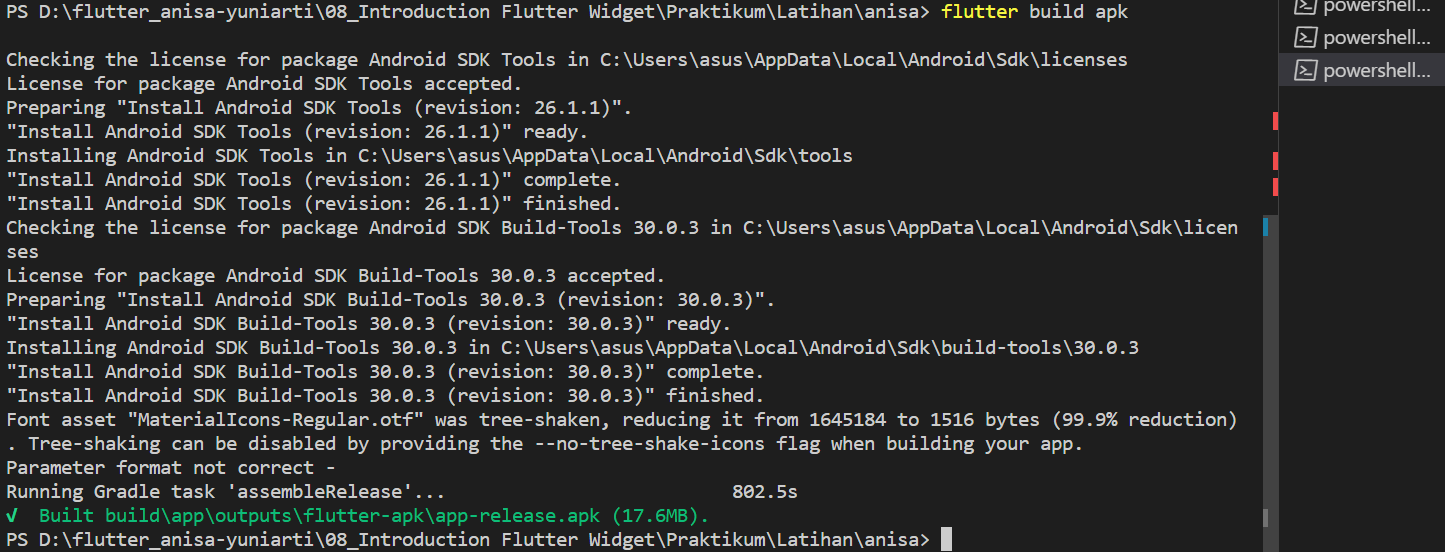 PS D:\flutter_anisa-yuniarti\08_Introduction Flutter Widget\Praktikum\Latihan\anisa> flutter build apk
powershell...
powershell...
powershell...
Checking the license for package Android SDK Tools in C:\Users\asus\AppData\Local\Android\Sdk\licenses
License for package Android SDK Tools accepted.
Preparing "Install Android SDK Tools (revision: 26.1.1)".
"Install Android SDK Tools (revision: 26.1.1)" ready.
Installing Android SDK Tools in C:\Users\asus\AppData\Local\Android\Sdk\tools
"Install Android SDK Tools (revision: 26.1.1)" complete.
"Install Android SDK Tools (revision: 26.1.1)" finished.
Checking the license for package Android SDK Build-Tools 30.0.3 in C:\Users\asus\AppData\Local\Android\Sdk\licen
ses
License for package Android SDK Build-Tools 30.0.3 accepted.
Preparing "Install Android SDK Build-Tools 30.0.3 (revision: 30.0.3)".
"Install Android SDK Build-Tools 30.0.3 (revision: 30.0.3)" ready.
Installing Android SDK Build-Tools 30.0.3 in C:\Users\asus\AppData\Local\Android\Sdk\build-tools\30.0.3
"Install Android SDK Build-Tools 30.0.3 (revision: 30.0.3)" complete.
"Install Android SDK Build-Tools 30.0.3 (revision: 30.0.3)" finished.
Font asset "MaterialIcons-Regular.otf" was tree-shaken, reducing it from 1645184 to 1516 bytes (99.9% reduction)
. Tree-shaking can be disabled by providing the --no-tree-shake-icons flag when building your app.
Parameter format not correct -
Running Gradle task 'assembleRelease'... 802.5s
√ Built build\app\outputs\flutter-apk\app-release.apk (17.6MB).
PS D:\flutter_anisa-yuniarti\08_Introduction Flutter Widget\Praktikum\Latihan\anisa>